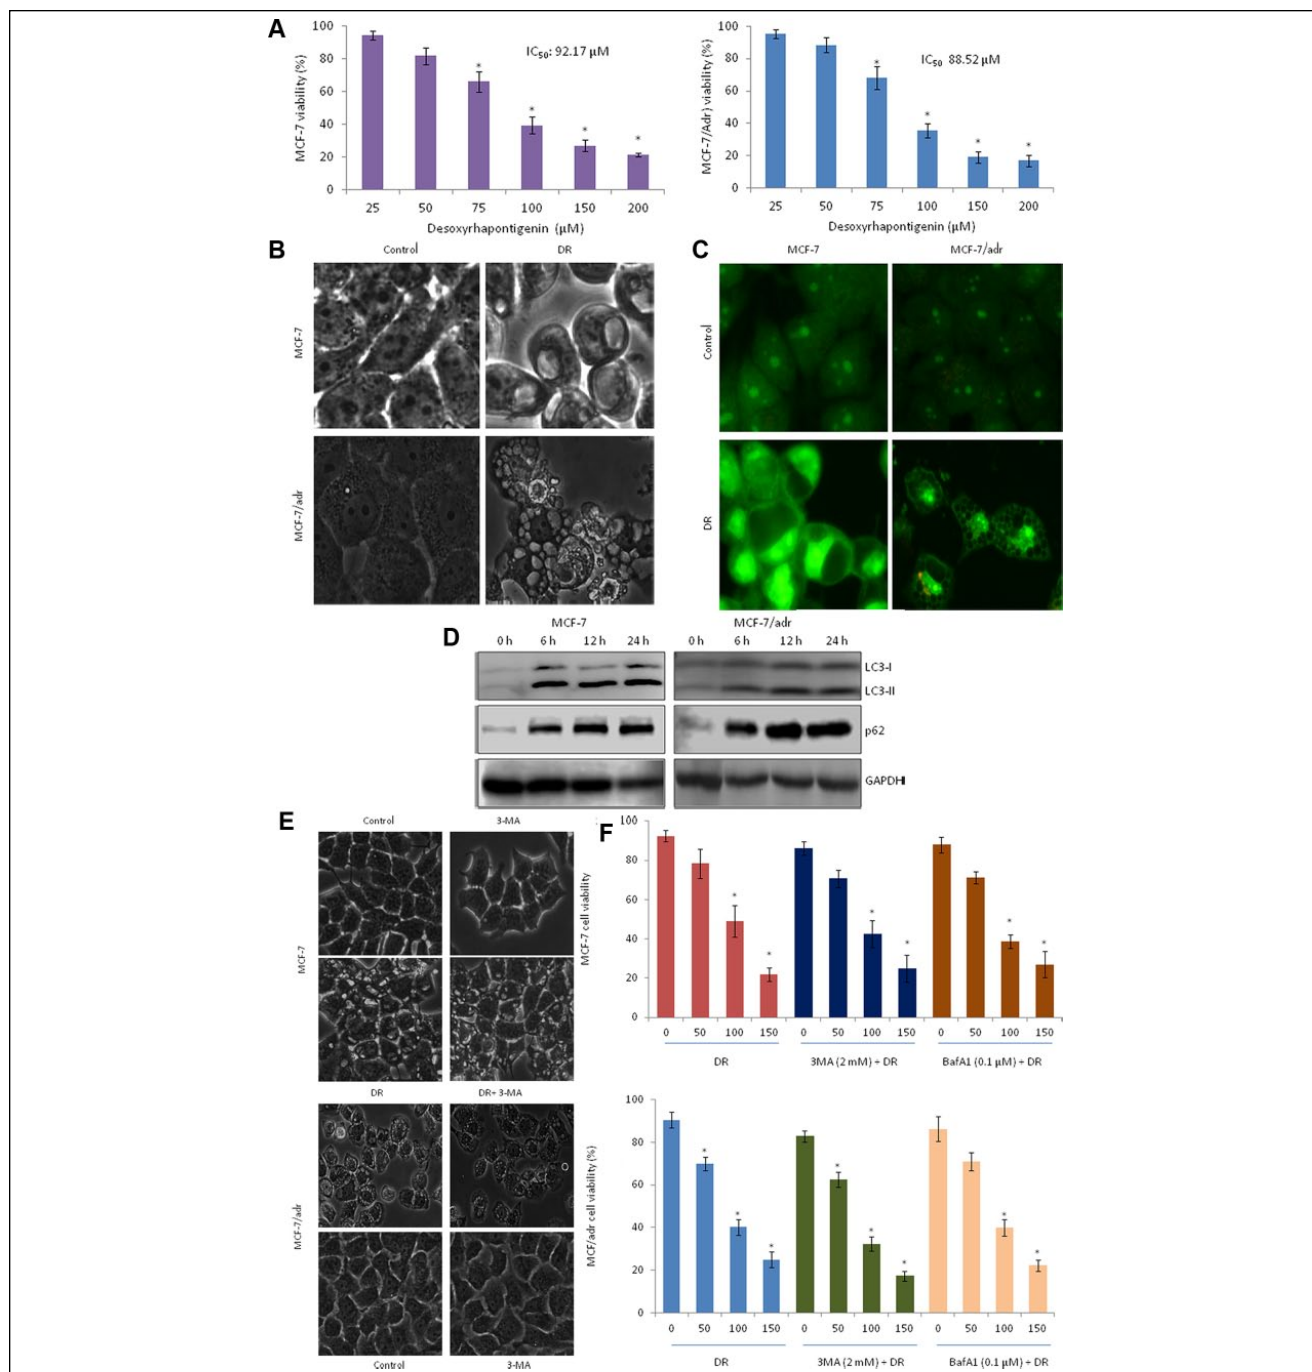 A
100
80
60
40
20
0
MCF-7 viability (%)
IC50: 92.17 µM
*
*
*
*
25 50 75 100 150 200
Desoxyrhapontigenin (µM)
100
80
60
40
20
0
MCF-7/Adr) viability (%)
IC50 88.52 µM
*
*
*
*
25 50 75 100 150 200
Desoxyrhapontigenin (µM)
B
Control DR
MCF-7
MCF-7/adr
C
MCF-7 MCF-7/adr
Control
DR
D
MCF-7 MCF-7/adr
0 h 6 h 12 h 24 h 0 h 6 h 12 h 24 h
LC3-I
LC3-II
p62
GAPDH
E
Control 3-MA
MCF-7
DR DR+ 3-MA
MCF-7/adr
Control 3-MA
F
100
80
60
40
20
0
MCF-7 cell viability
* * * * * *
0 50 100 150 0 50 100 150 0 50 100 150
DR 3MA (2 mM) + DR BafA1 (0.1 µM) + DR
100
80
60
40
20
0
MCF/adr cell viability (%)
* * * * * * * *
0 50 100 150 0 50 100 150 0 50 100 150
DR 3MA (2 mM) + DR BafA1 (0.1 µM) + DR